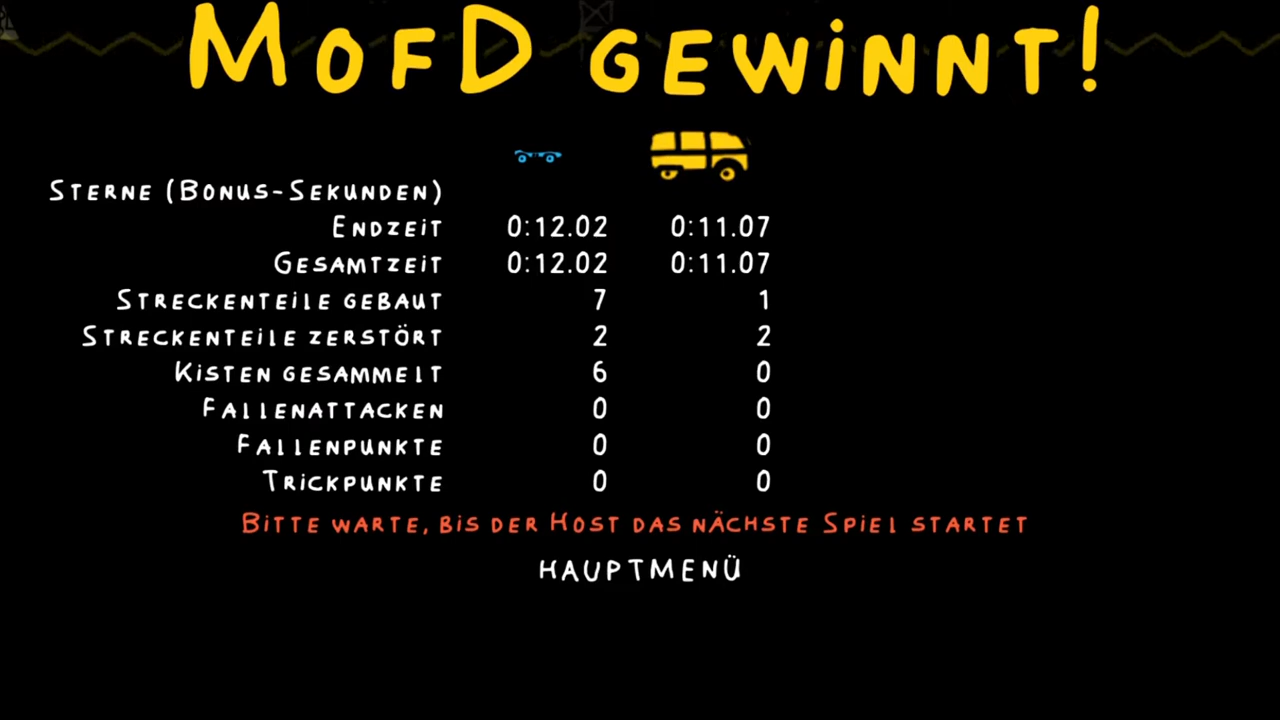 MOFD GEWINNT!
STERNE (BONUS-SEKUNDEN)
ENDZEIT 0:12.02 0:11.07
GESAMTZEIT 0:12.02 0:11.07
STRECKENTEILE GEBAUT 7 1
STRECKENTEILE ZERSTÖRT 2 2
KISTEN GESAMMELT 6 0
FALLENATTACKEN 0 0
FALLENPUNKTE 0 0
TRICKPUNKTE 0 0
BITTE WARTE, BIS DER HOST DAS NÄCHSTE SPIEL STARTET
HAUPTMENÜ